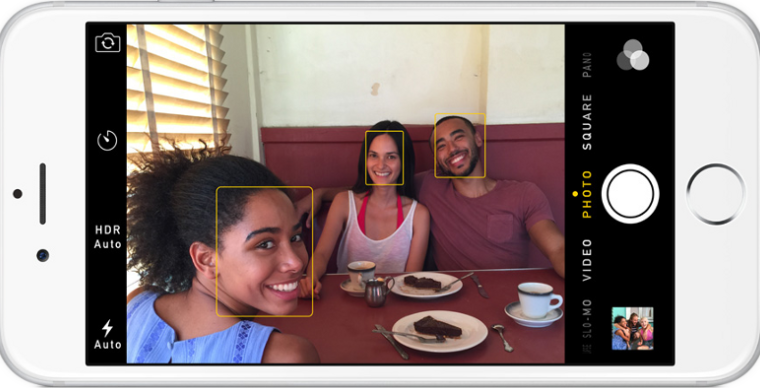 HDR
Auto
Auto
PANO
SQUARE
PHOTO
VIDEO
SLO-MO